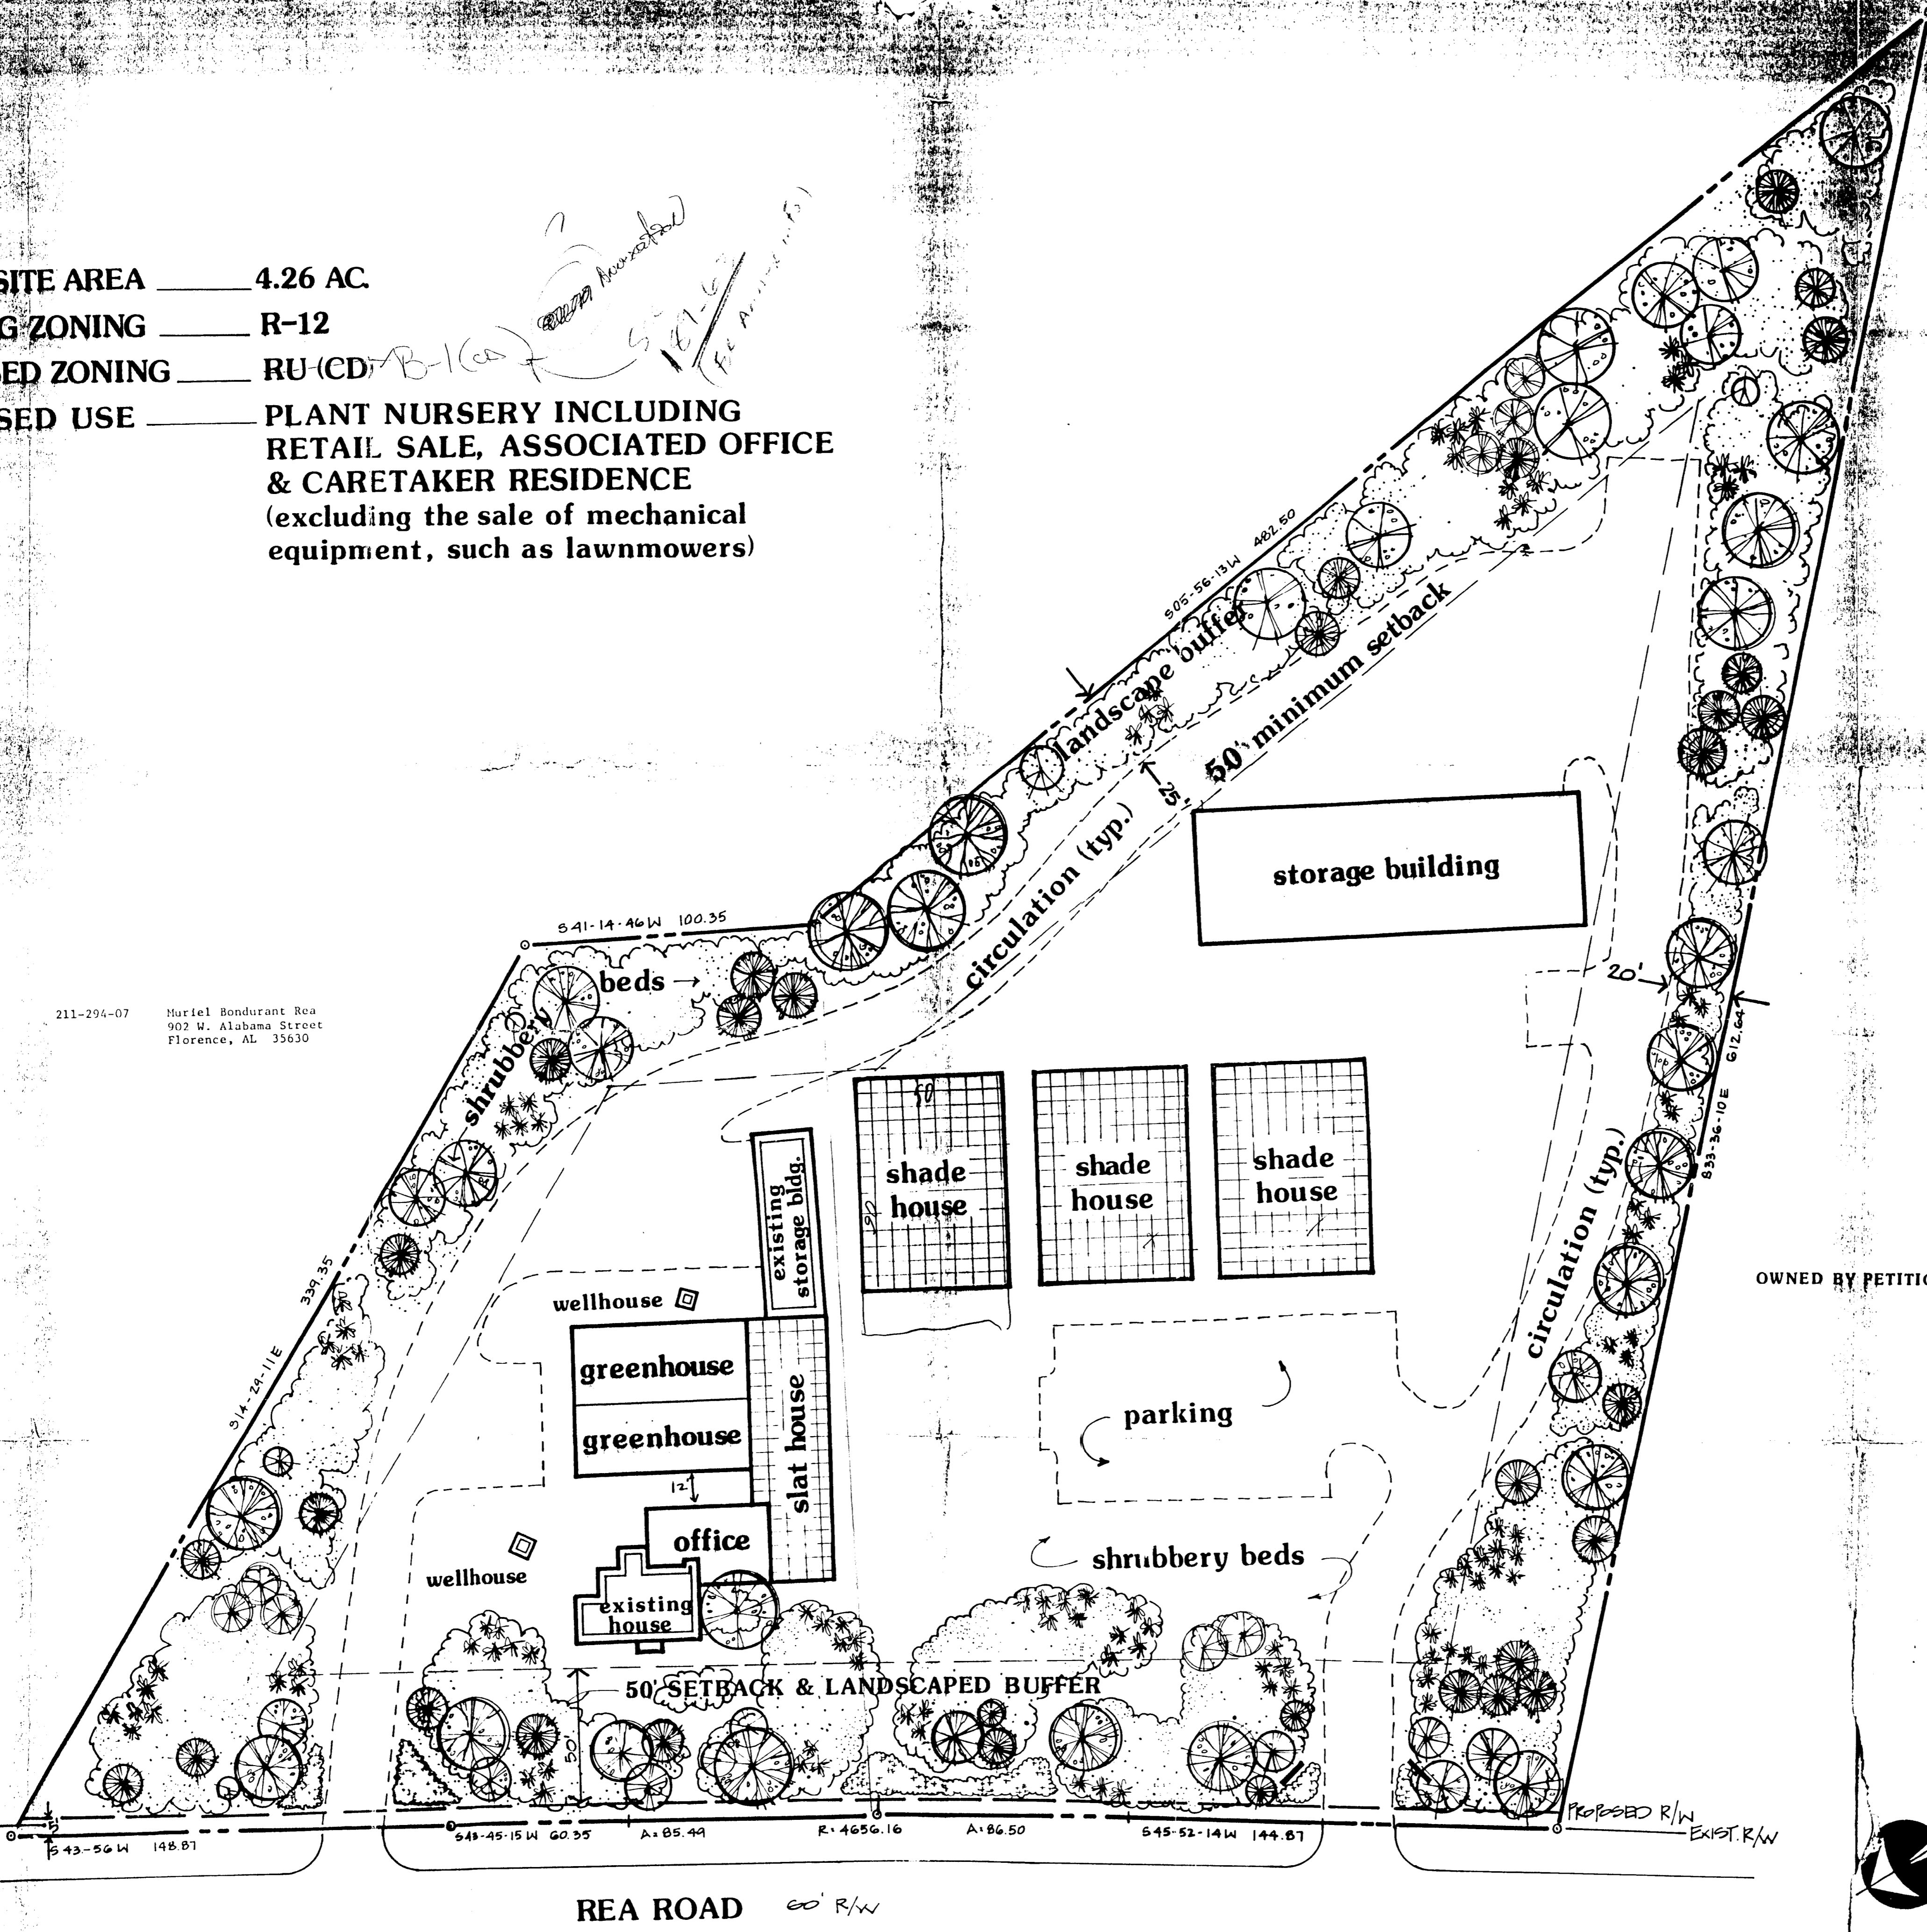 SITE AREA 4.26 AC.
G ZONING R-12
SED ZONING RU (CD) B-1(CD)
SED USE PLANT NURSERY INCLUDING
RETAIL SALE, ASSOCIATED OFFICE
& CARETAKER RESIDENCE
(excluding the sale of mechanical
equipment, such as lawnmowers)
Annexation
S05-56-13W 482.50
landscape buffer
50' minimum setback
25'
circulation (typ.)
storage building
S41-14-46W 100.35
beds
shrubbery
20'
612.64
S33-36-10E
211-294-07 Muriel Bondurant Rea
902 W. Alabama Street
Florence, AL 35630
existing
storage bldg.
shade
house
shade
house
shade
house
circulation (typ.)
OWNED BY PETITIO
339.35
S14-29-11E
wellhouse
greenhouse
greenhouse
slat house
parking
12'
office
shrubbery beds
wellhouse
existing
house
50' SETBACK & LANDSCAPED BUFFER
50'
PROPOSED R/W
EXIST. R/W
S43-56W 148.87
S43-45-15W 60.35
A=85.49
R=4656.16
A=86.50
S45-52-14W 144.87
REA ROAD 60' R/W